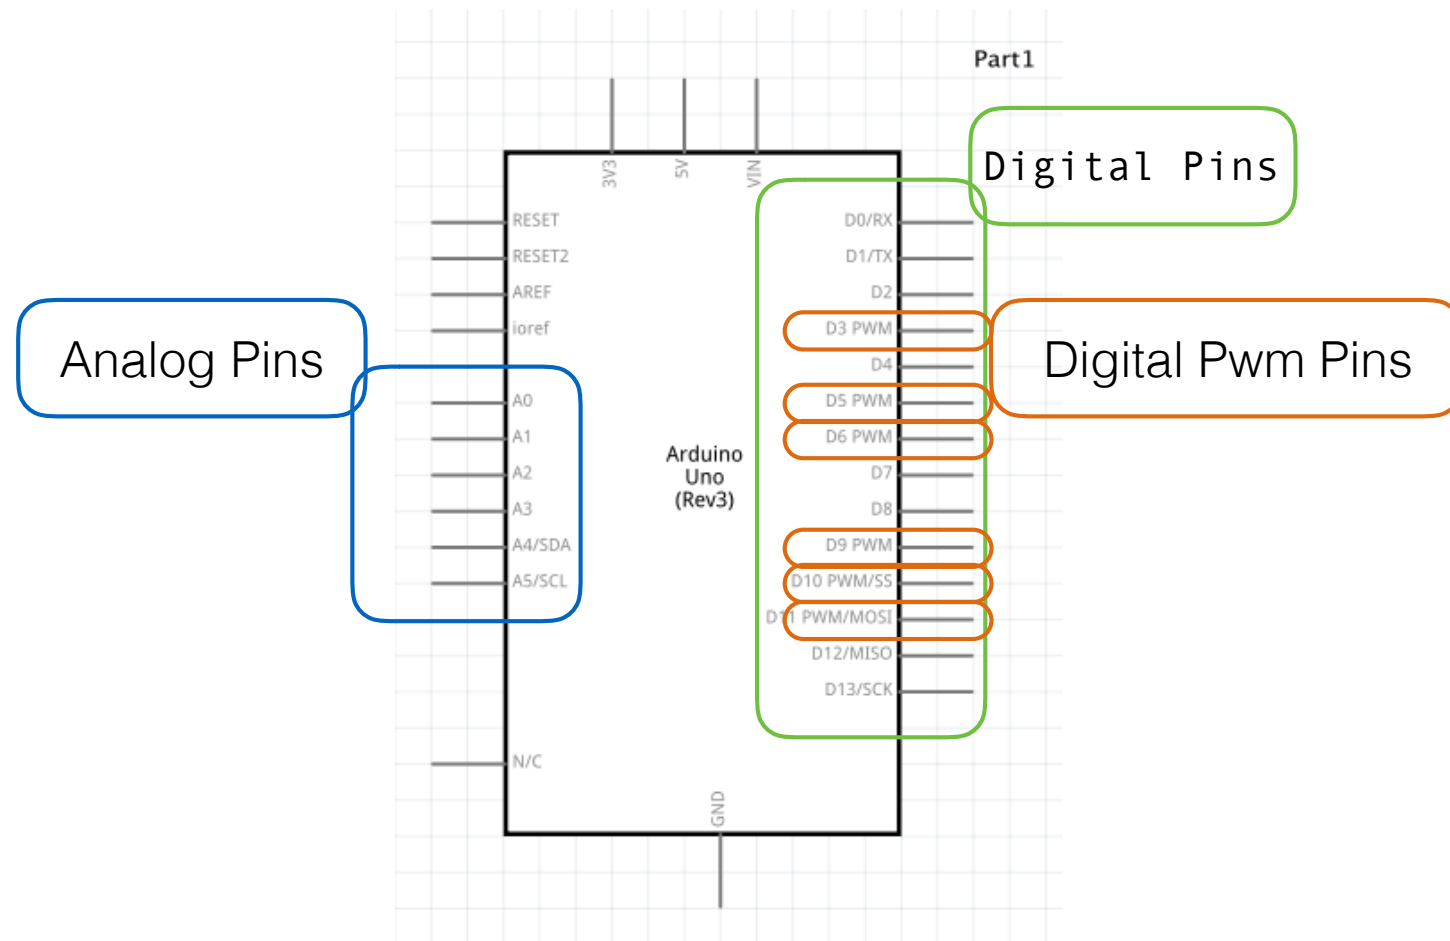 Part1
Digital Pins
3V3
5V
VIN
RESET
RESET2
AREF
ioref
A0
A1
A2
A3
A4/SDA
A5/SCL
N/C
Analog Pins
Arduino
Uno
(Rev3)
D0/RX
D1/TX
D2
D3 PWM
D4
D5 PWM
D6 PWM
D7
D8
D9 PWM
D10 PWM/SS
D11 PWM/MOSI
D12/MISO
D13/SCK
Digital Pwm Pins
GND